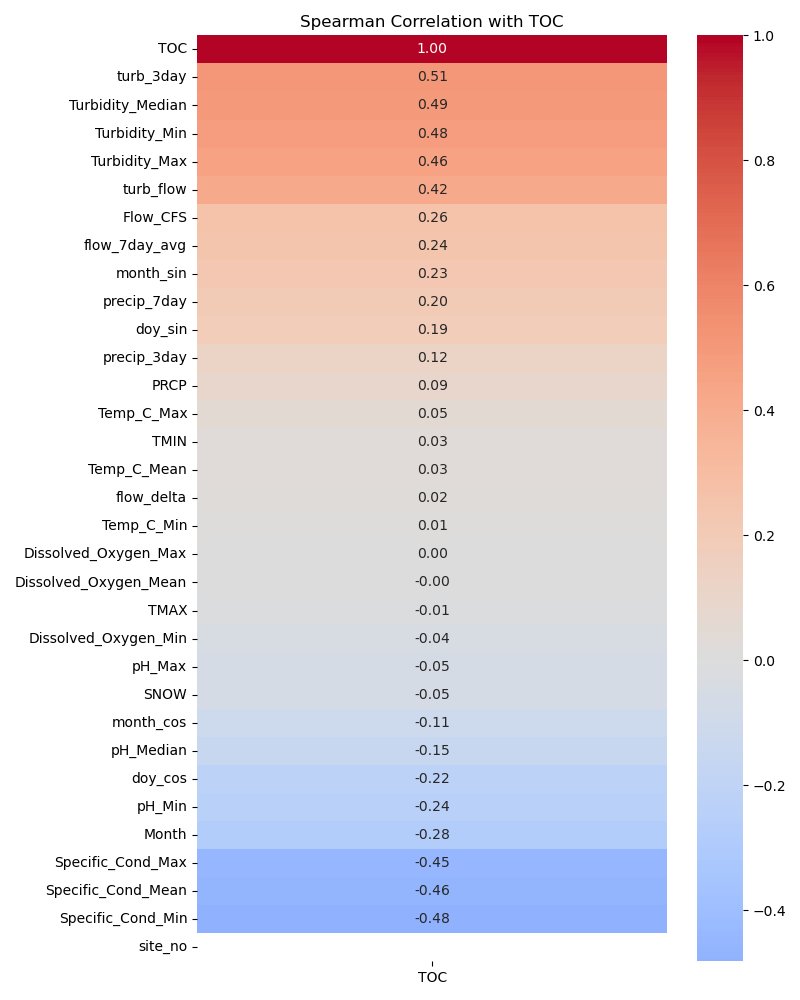 Spearman Correlation with TOC
TOC 1.00
turb_3day 0.51
Turbidity_Median 0.49
Turbidity_Min 0.48
Turbidity_Max 0.46
turb_flow 0.42
Flow_CFS 0.26
flow_7day_avg 0.24
month_sin 0.23
precip_7day 0.20
doy_sin 0.19
precip_3day 0.12
PRCP 0.09
Temp_C_Max 0.05
TMIN 0.03
Temp_C_Mean 0.03
flow_delta 0.02
Temp_C_Min 0.01
Dissolved_Oxygen_Max 0.00
Dissolved_Oxygen_Mean -0.00
TMAX -0.01
Dissolved_Oxygen_Min -0.04
pH_Max -0.05
SNOW -0.05
month_cos -0.11
pH_Median -0.15
doy_cos -0.22
pH_Min -0.24
Month -0.28
Specific_Cond_Max -0.45
Specific_Cond_Mean -0.46
Specific_Cond_Min -0.48
site_no
TOC
1.0
0.8
0.6
0.4
0.2
0.0
−0.2
−0.4